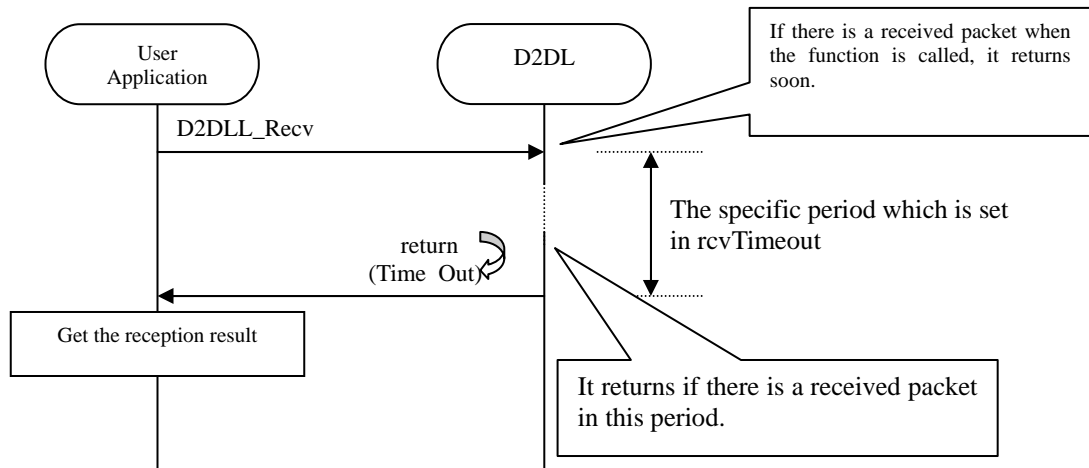 User
Application
D2DL
If there is a received packet when
the function is called, it returns
soon.
D2DLL_Recv
The specific period which is set
in rcvTimeout
return
(Time Out)
Get the reception result
It returns if there is a received packet
in this period.